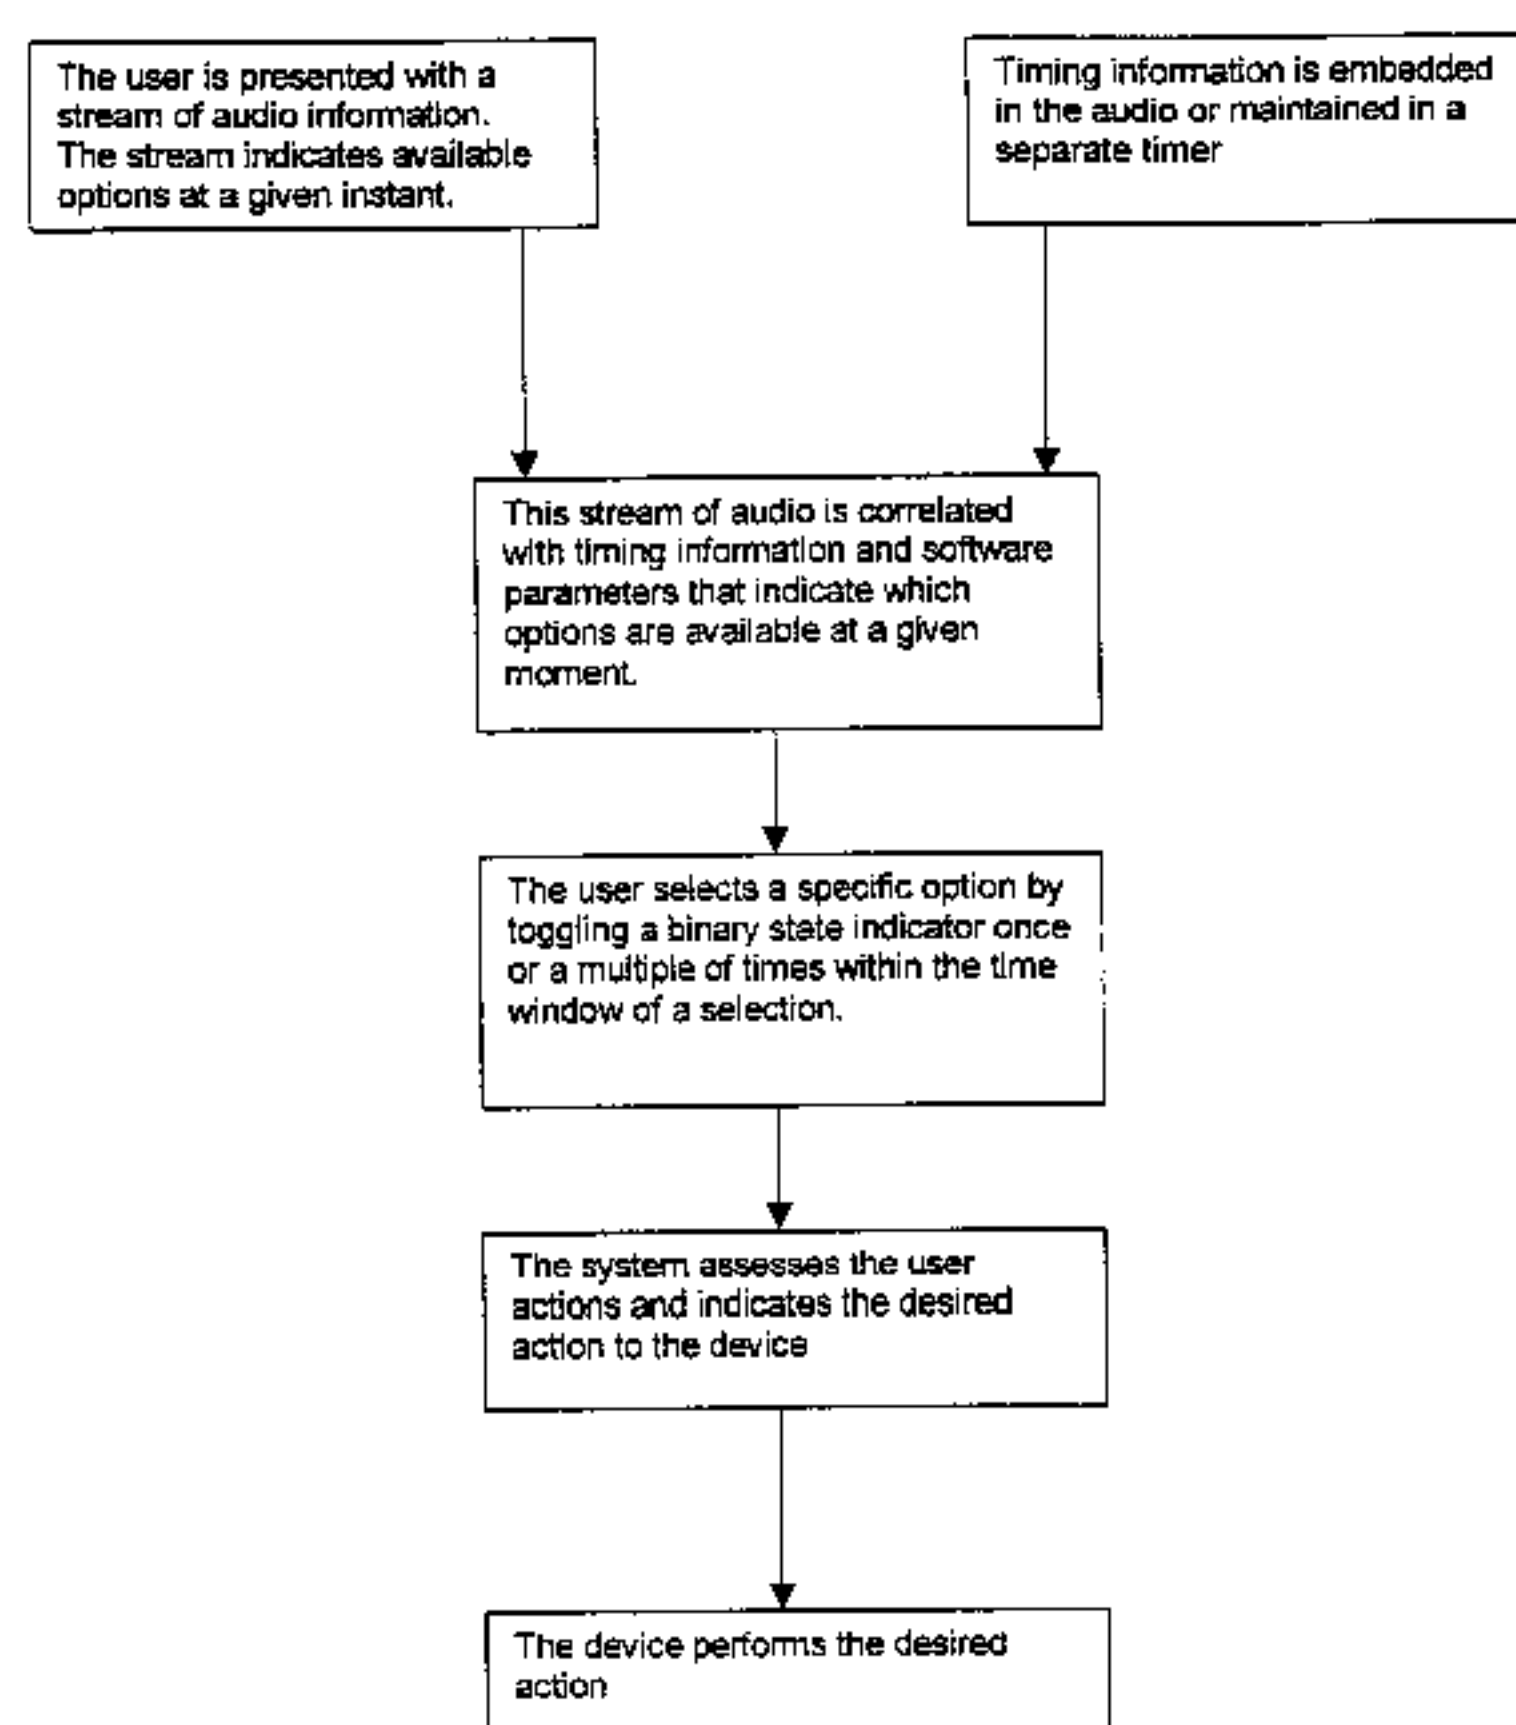 The user is presented with a
stream of audio information.
The stream indicates available
options at a given instant.
Timing information is embedded
in the audio or maintained in a
separate timer
This stream of audio is correlated
with timing information and software
parameters that indicate which
options are available at a given
moment.
The user selects a specific option by
toggling a binary state indicator once
or a multiple of times within the time
window of a selection.
The system assesses the user
actions and indicates the desired
action to the device
The device performs the desired
action